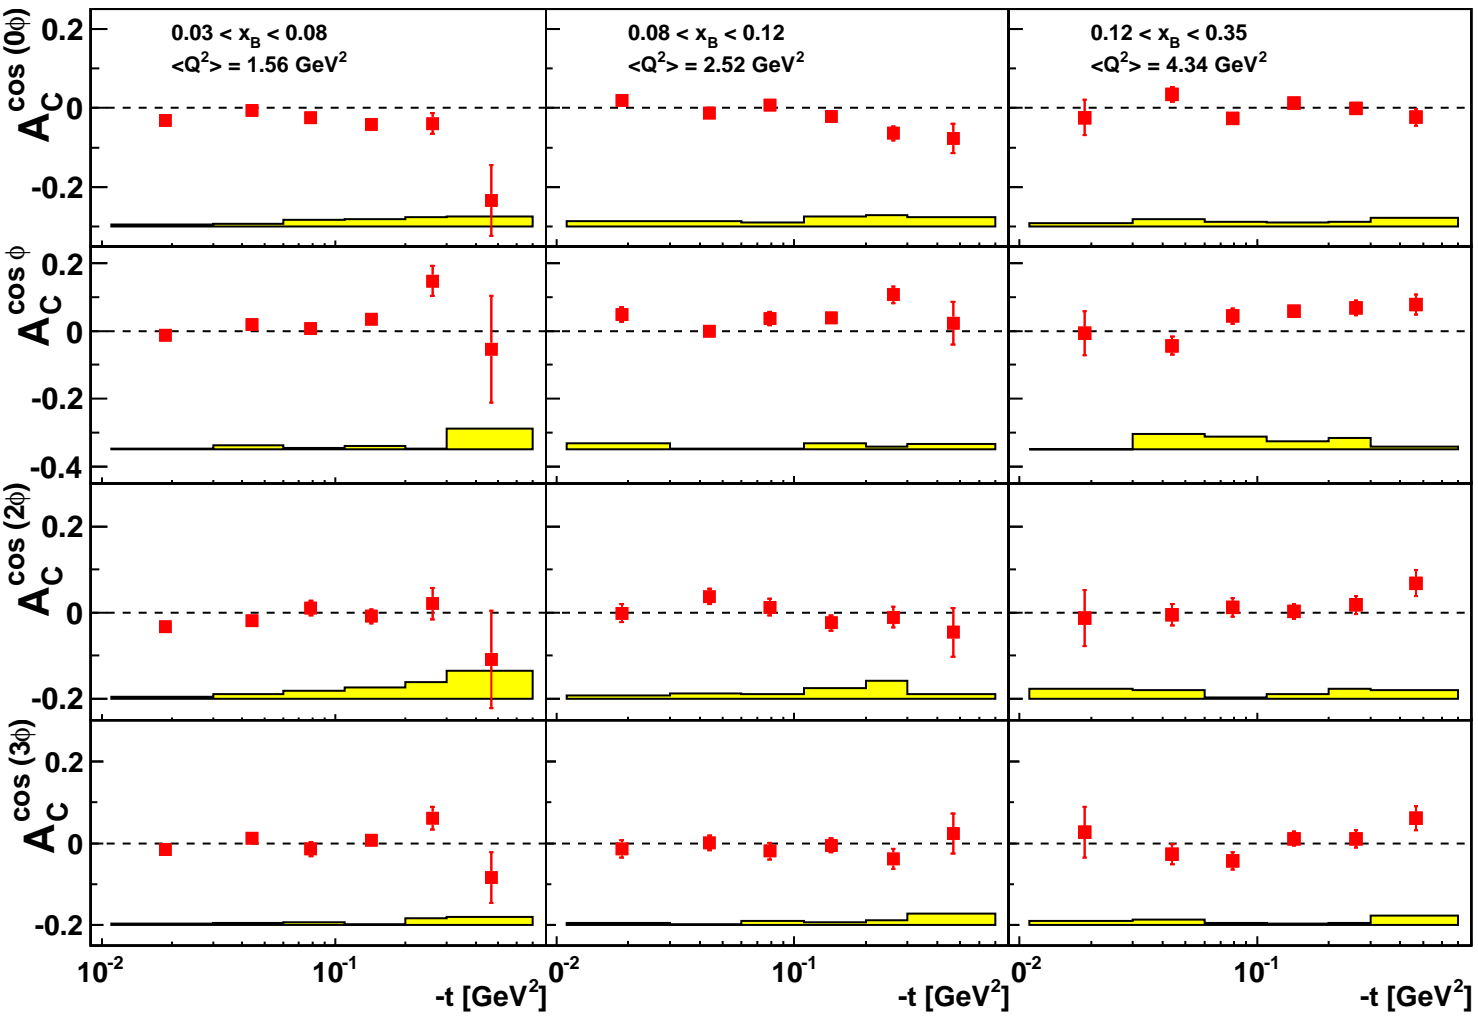 0.03 < x_B < 0.08
<Q²> = 1.56 GeV²
0.08 < x_B < 0.12
<Q²> = 2.52 GeV²
0.12 < x_B < 0.35
<Q²> = 4.34 GeV²
A_C^cos (0ϕ)
0.2
0
-0.2
A_C^cos ϕ
0.2
0
-0.2
-0.4
A_C^cos (2ϕ)
0.2
0
-0.2
A_C^cos (3ϕ)
0.2
0
-0.2
10⁻² 10⁻¹ 0⁻² 10⁻¹ 0⁻² 10⁻¹
-t [GeV²] -t [GeV²] -t [GeV²]